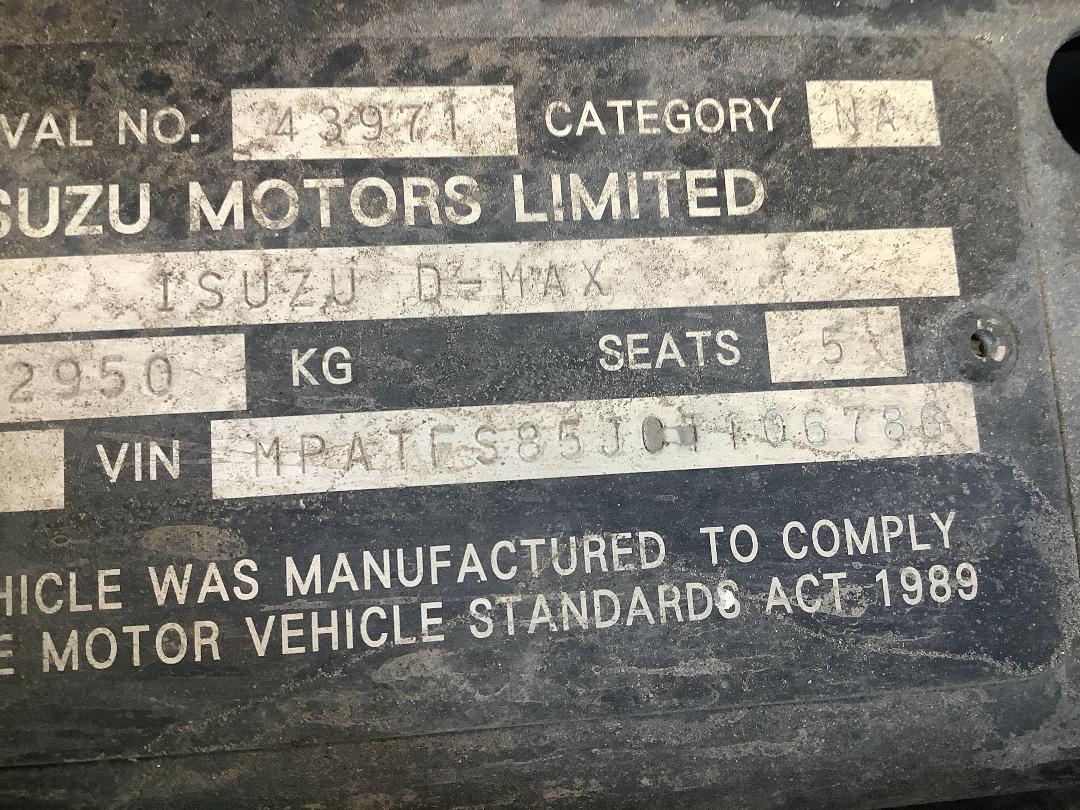 VAL NO. 43971 CATEGORY NA
SUZU MOTORS LIMITED
ISUZU D-MAX
2950 KG SEATS 5
VIN
HICLE WAS MANUFACTURED TO COMPLY
E MOTOR VEHICLE STANDARDS ACT 1989